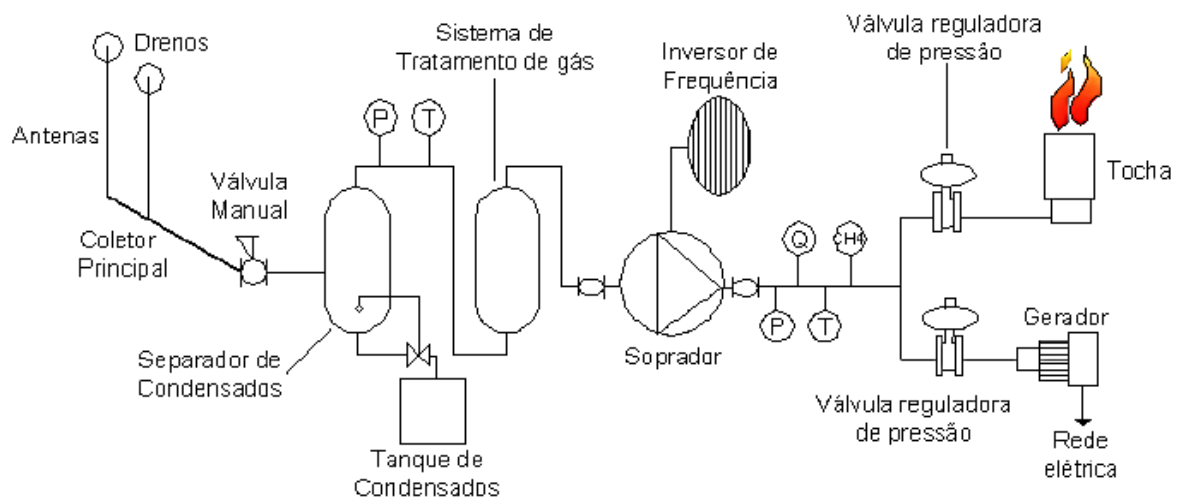 Drenos
Antenas
Coletor
Principal
Válvula
Manual
P
T
Separador de
Condensados
Tanque de
Condensados
Sistema de
Tratamento de gás
Inversor de
Frequência
Soprador
Q
CH4
P
T
Válvula reguladora
de pressão
Tocha
Válvula reguladora
de pressão
Gerador
Rede
elétrica